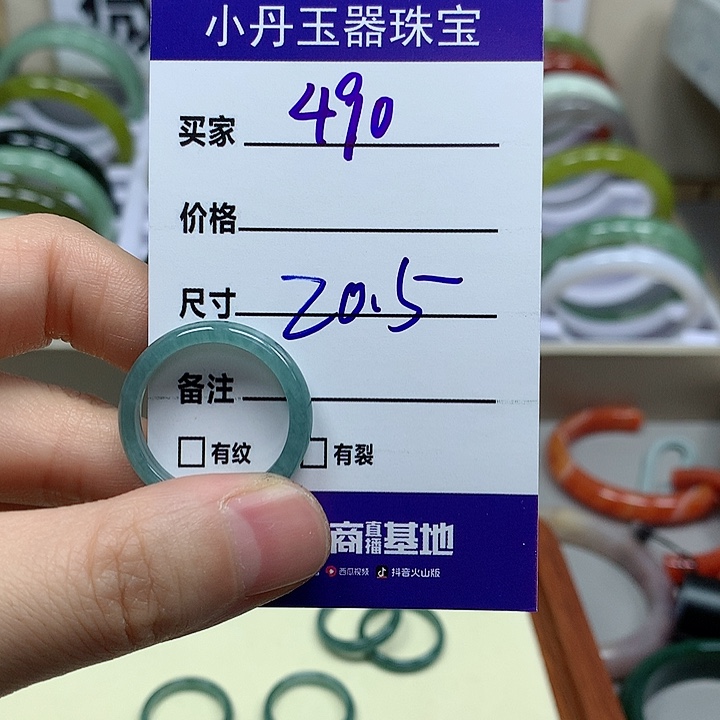 小丹玉器珠宝
买家 490
价格
尺寸 20.5
备注
有纹 有裂
商直播基地
西瓜视频 抖音火山版